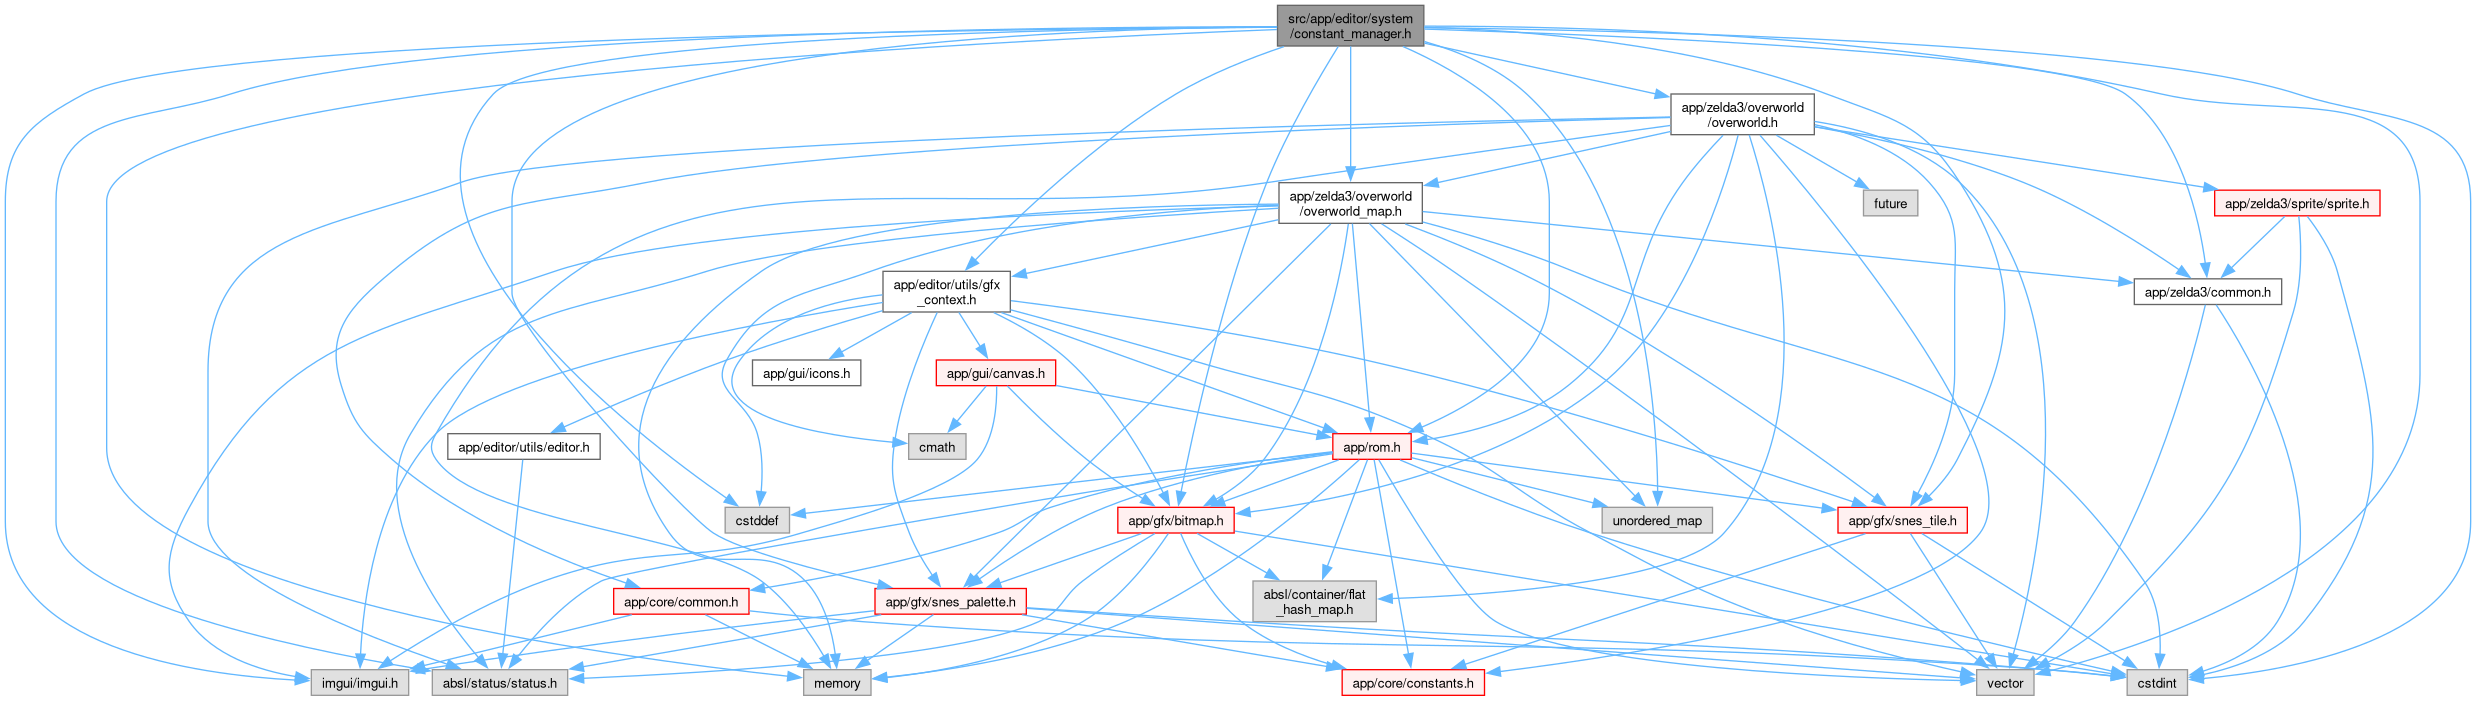 src/app/editor/system
/constant_manager.h
app/zelda3/overworld
/overworld.h
app/zelda3/overworld
/overworld_map.h
future
app/zelda3/sprite/sprite.h
app/editor/utils/gfx
_context.h
app/zelda3/common.h
app/gui/icons.h
app/gui/canvas.h
app/editor/utils/editor.h
cmath
app/rom.h
cstddef
app/gfx/bitmap.h
unordered_map
app/gfx/snes_tile.h
app/core/common.h
app/gfx/snes_palette.h
absl/container/flat
_hash_map.h
imgui/imgui.h
absl/status/status.h
memory
app/core/constants.h
vector
cstdint